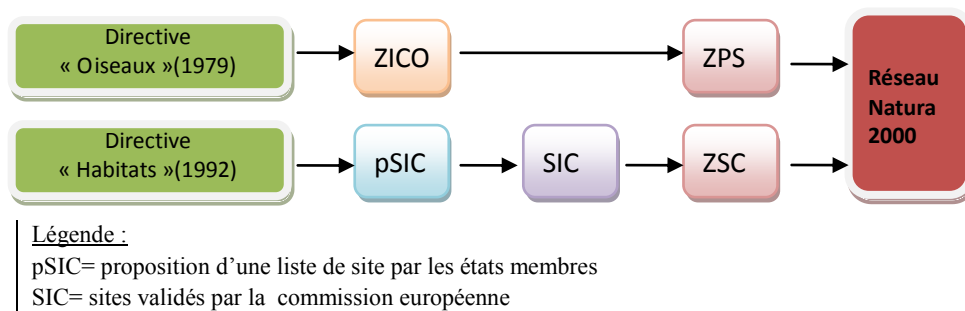 Directive
« Oiseaux »(1979)
ZICO
ZPS
Réseau
Natura
2000
Directive
« Habitats »(1992)
pSIC
SIC
ZSC
Légende :
pSIC= proposition d’une liste de site par les états membres
SIC= sites validés par la commission européenne